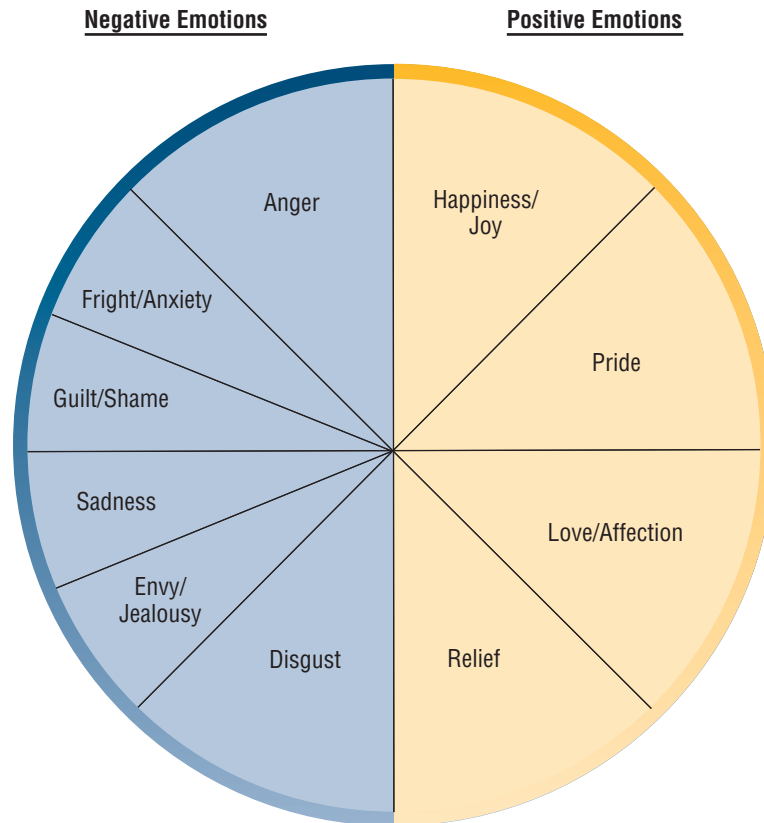 Negative Emotions
Positive Emotions
Anger
Happiness/
Joy
Fright/Anxiety
Pride
Guilt/Shame
Sadness
Love/Affection
Envy/
Jealousy
Disgust
Relief